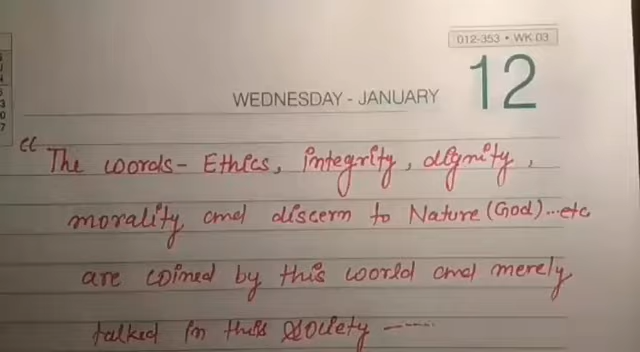 012-353 • WK 03
12
WEDNESDAY - JANUARY
“ The words- Ethics, integrity, dignity,
morality and discern to Nature (God)...etc
are coined by this world and merely
talked in this society -----